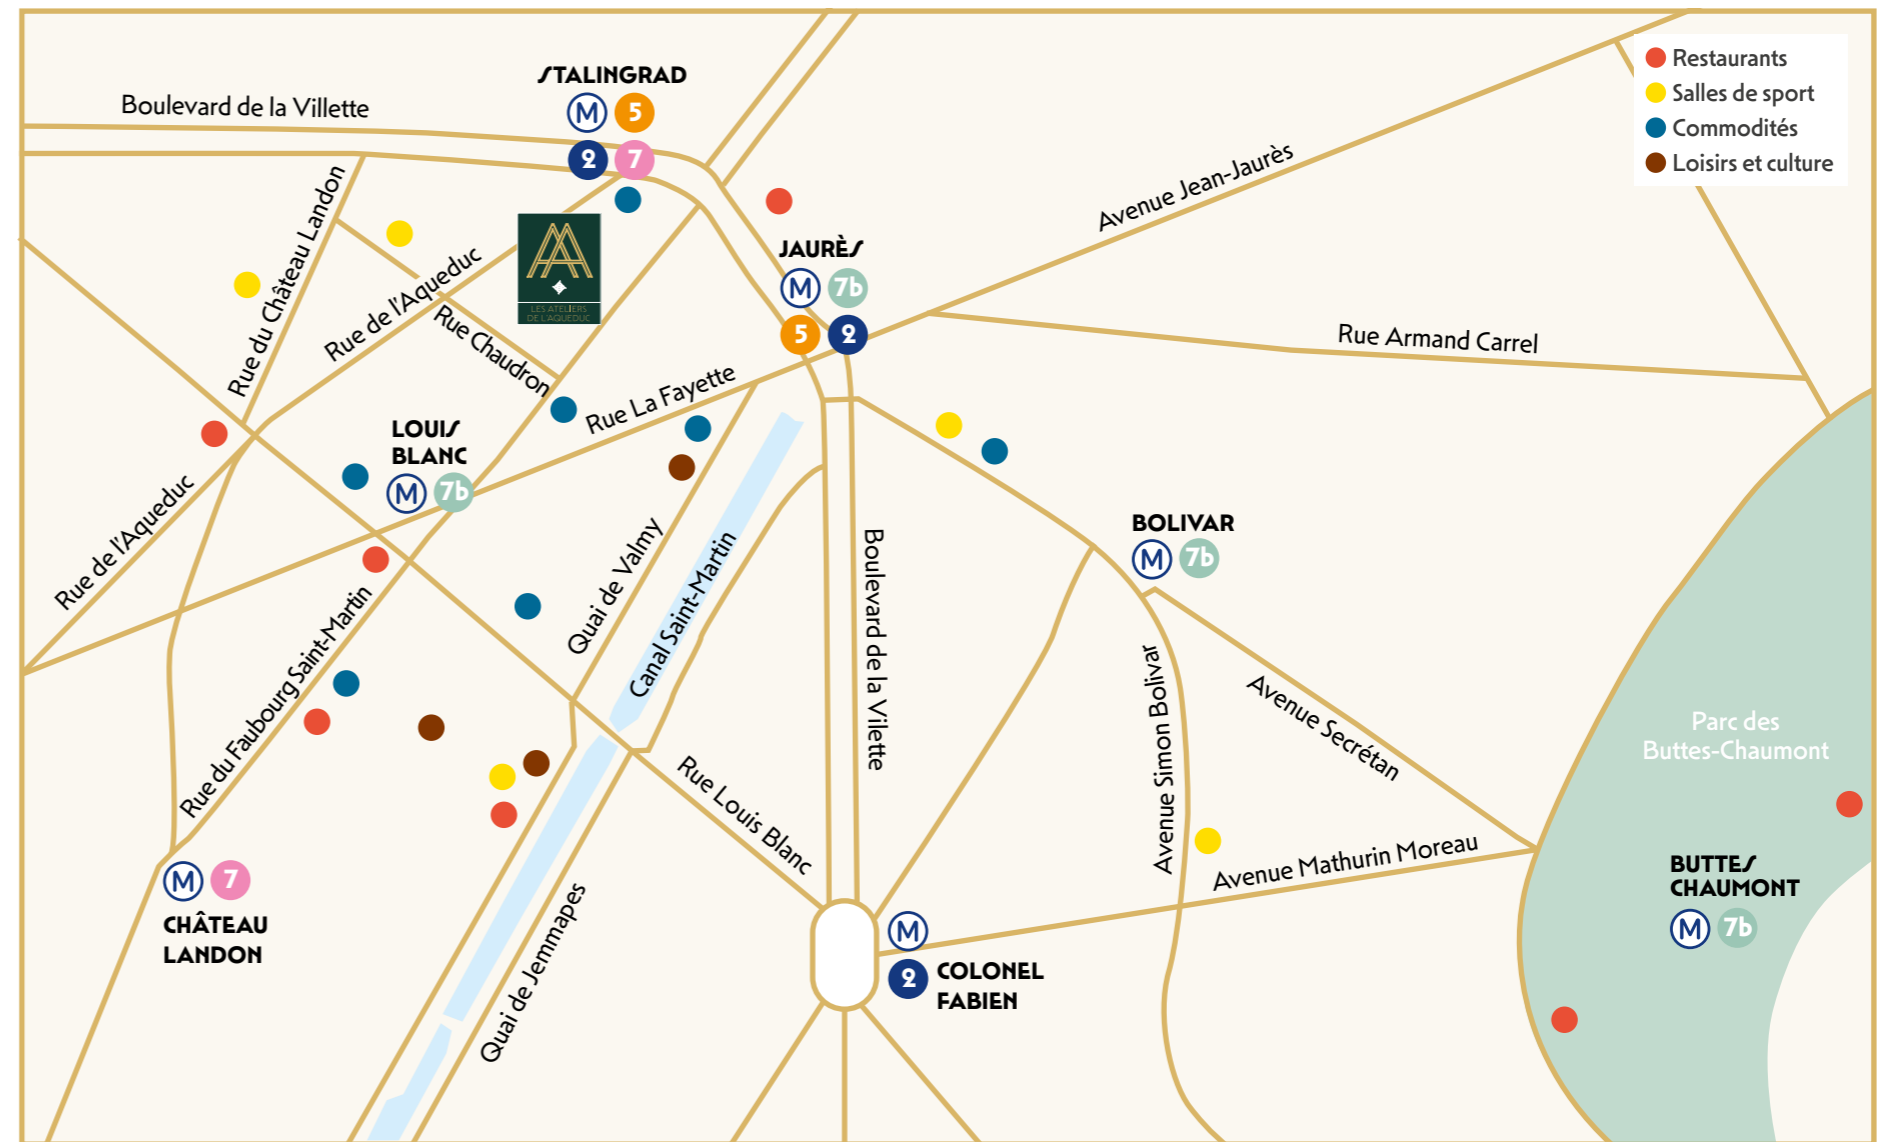 STALINGRAD
M 5
2 7
Boulevard de la Villette
Restaurants
Salles de sport
Commodités
Loisirs et culture
Avenue Jean-Jaurès
Rue du Château Landon
Rue de l'Aqueduc
LES ATELIERS
DE L'AQUEDUC
JAURÈS
M 7b
5 2
Rue Chaudron
Rue La Fayette
Rue Armand Carrel
LOUIS
BLANC
M 7b
Rue de l'Aqueduc
Quai de Valmy
Canal Saint-Martin
Boulevard de la Vilette
BOLIVAR
M 7b
Rue du Faubourg Saint-Martin
Avenue Simon Bolivar
Avenue Secrétan
Parc des
Buttes-Chaumont
Rue Louis Blanc
Avenue Mathurin Moreau
BUTTES
CHAUMONT
M 7b
M 7
CHÂTEAU
LANDON
Quai de Jemmapes
M
2 COLONEL
FABIEN